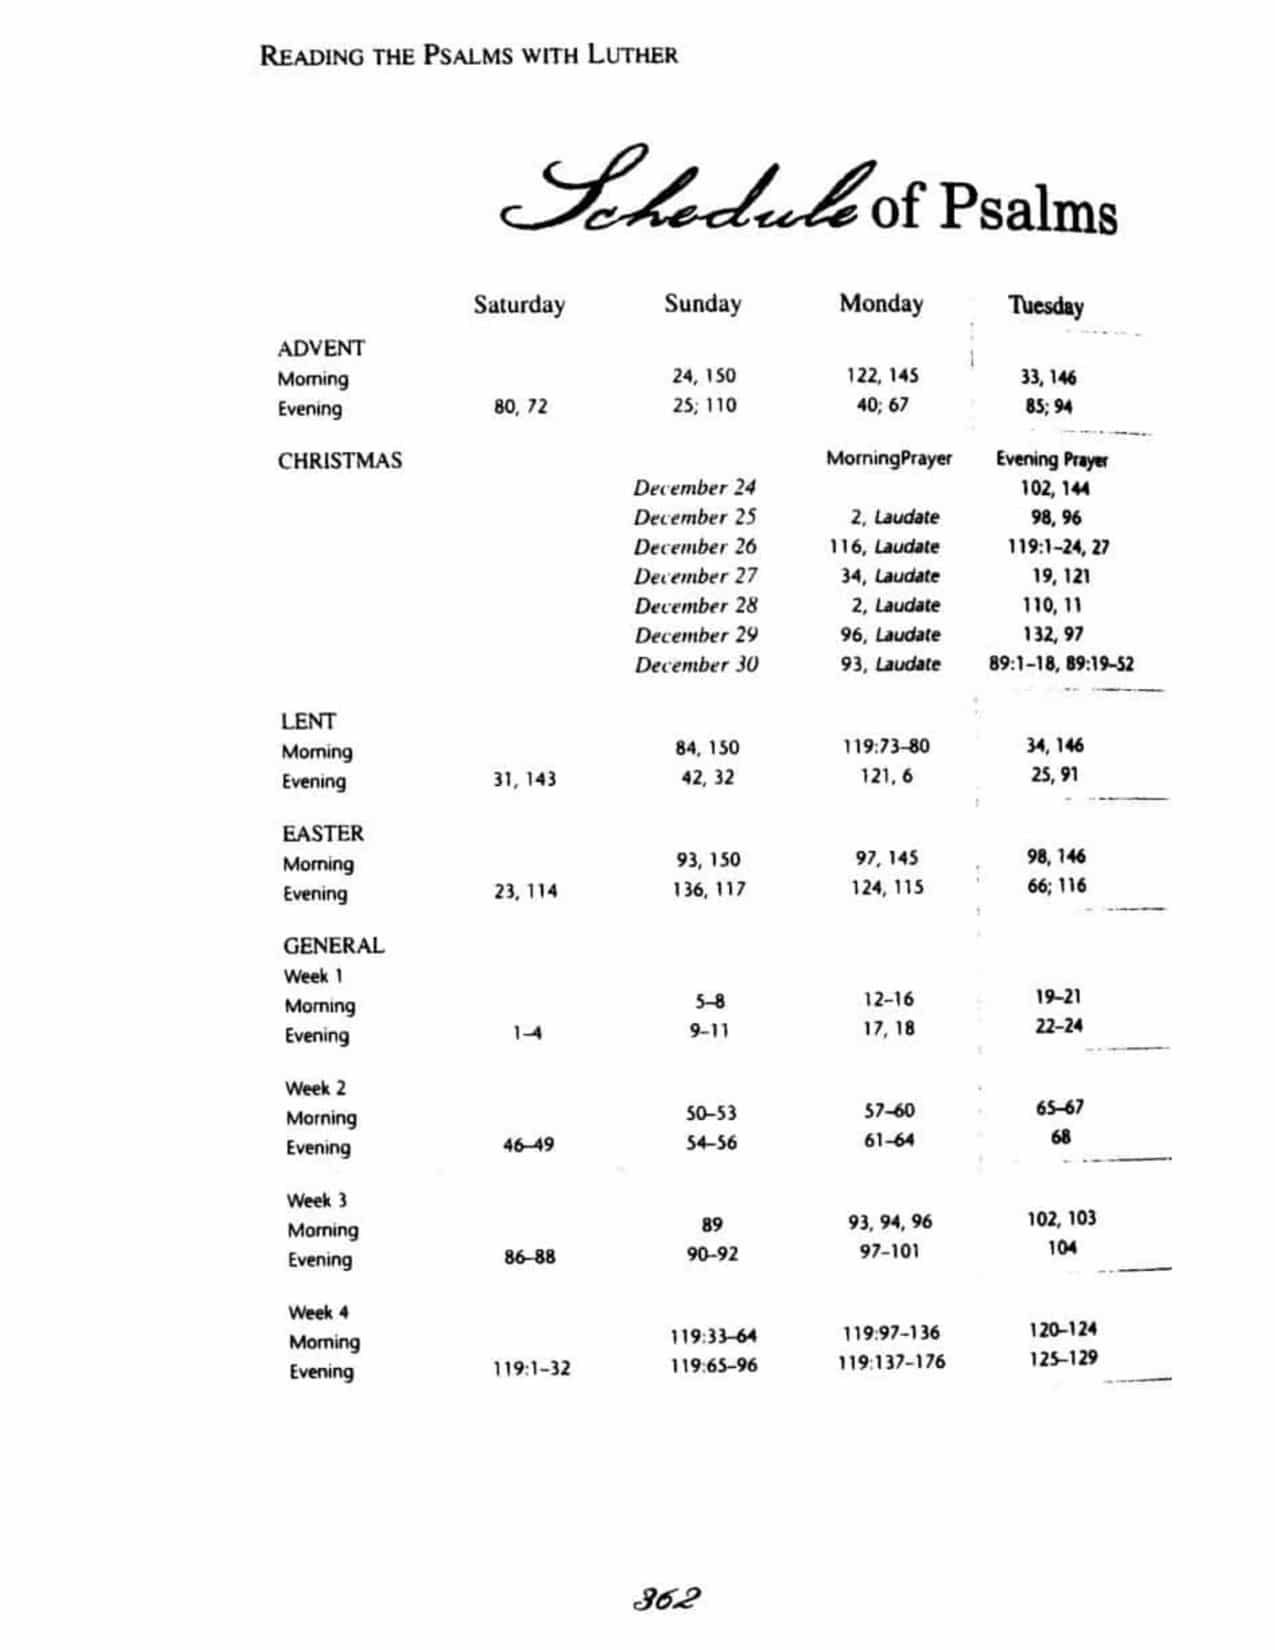 READING THE PSALMS WITH LUTHER
Schedule of Psalms
Saturday Sunday Monday Tuesday
ADVENT
Morning 24, 150 122, 145 33, 146
Evening 80, 72 25; 110 40; 67 85; 94
CHRISTMAS MorningPrayer Evening Prayer
December 24 102, 144
December 25 2, Laudate 98, 96
December 26 116, Laudate 119:1–24, 27
December 27 34, Laudate 19, 121
December 28 2, Laudate 110, 11
December 29 96, Laudate 132, 97
December 30 93, Laudate 89:1–18, 89:19–52
LENT
Morning 84, 150 119:73–80 34, 146
Evening 31, 143 42, 32 121, 6 25, 91
EASTER
Morning 93, 150 97, 145 98, 146
Evening 23, 114 136, 117 124, 115 66; 116
GENERAL
Week 1
Morning 5–8 12–16 19–21
Evening 1–4 9–11 17, 18 22–24
Week 2
Morning 50–53 57–60 65–67
Evening 46–49 54–56 61–64 68
Week 3
Morning 89 93, 94, 96 102, 103
Evening 86–88 90–92 97–101 104
Week 4
Morning 119:33–64 119:97–136 120–124
Evening 119:1–32 119:65–96 119:137–176 125–129
362